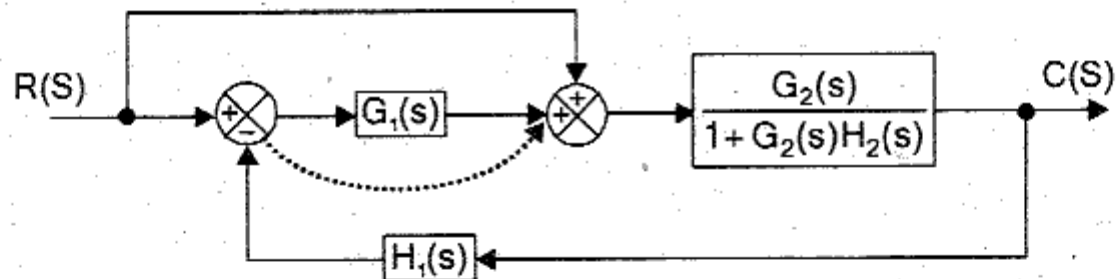 R(S)
+
−
G₁(s)
+
+
G₂(s)
1+G₂(s)H₂(s)
C(S)
H₁(s)